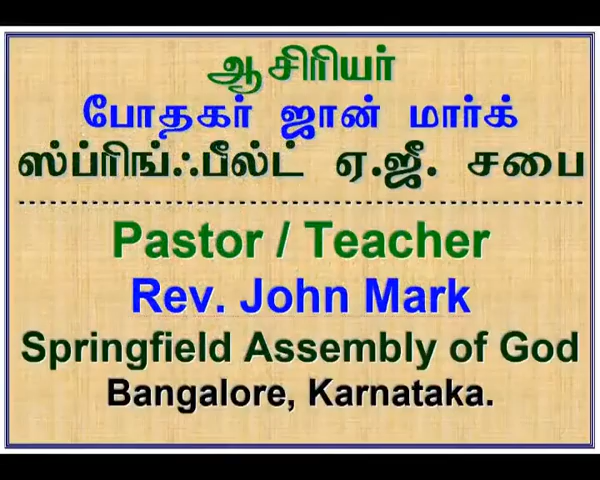 ஆசிரியர்
போதகர் ஜான் மார்க்
ஸ்ப்ரிங்ஃபீல்ட் ஏ.ஜீ. சபை
Pastor / Teacher
Rev. John Mark
Springfield Assembly of God
Bangalore, Karnataka.